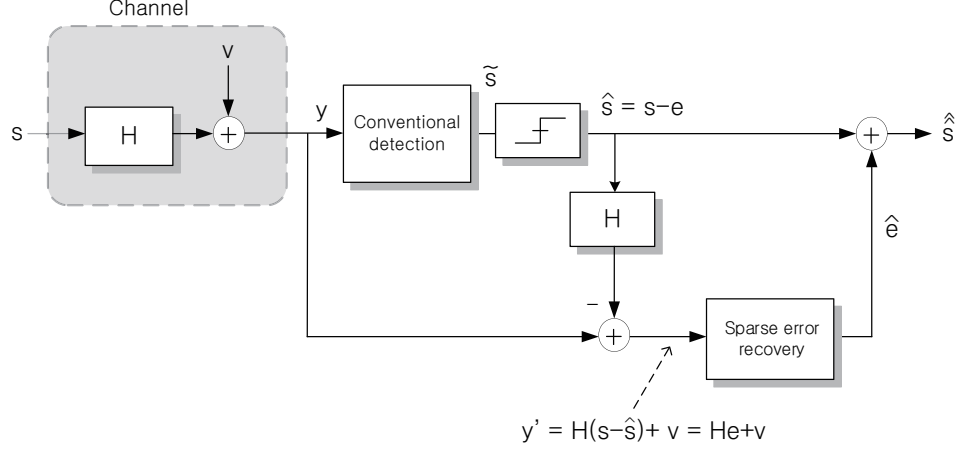 Channel
v
s
H
+
y
Conventional
detection
s̃
ŝ = s-e
+
ŝ̂
H
ê
−
+
Sparse error
recovery
y' = H(s-ŝ)+ v = He+v